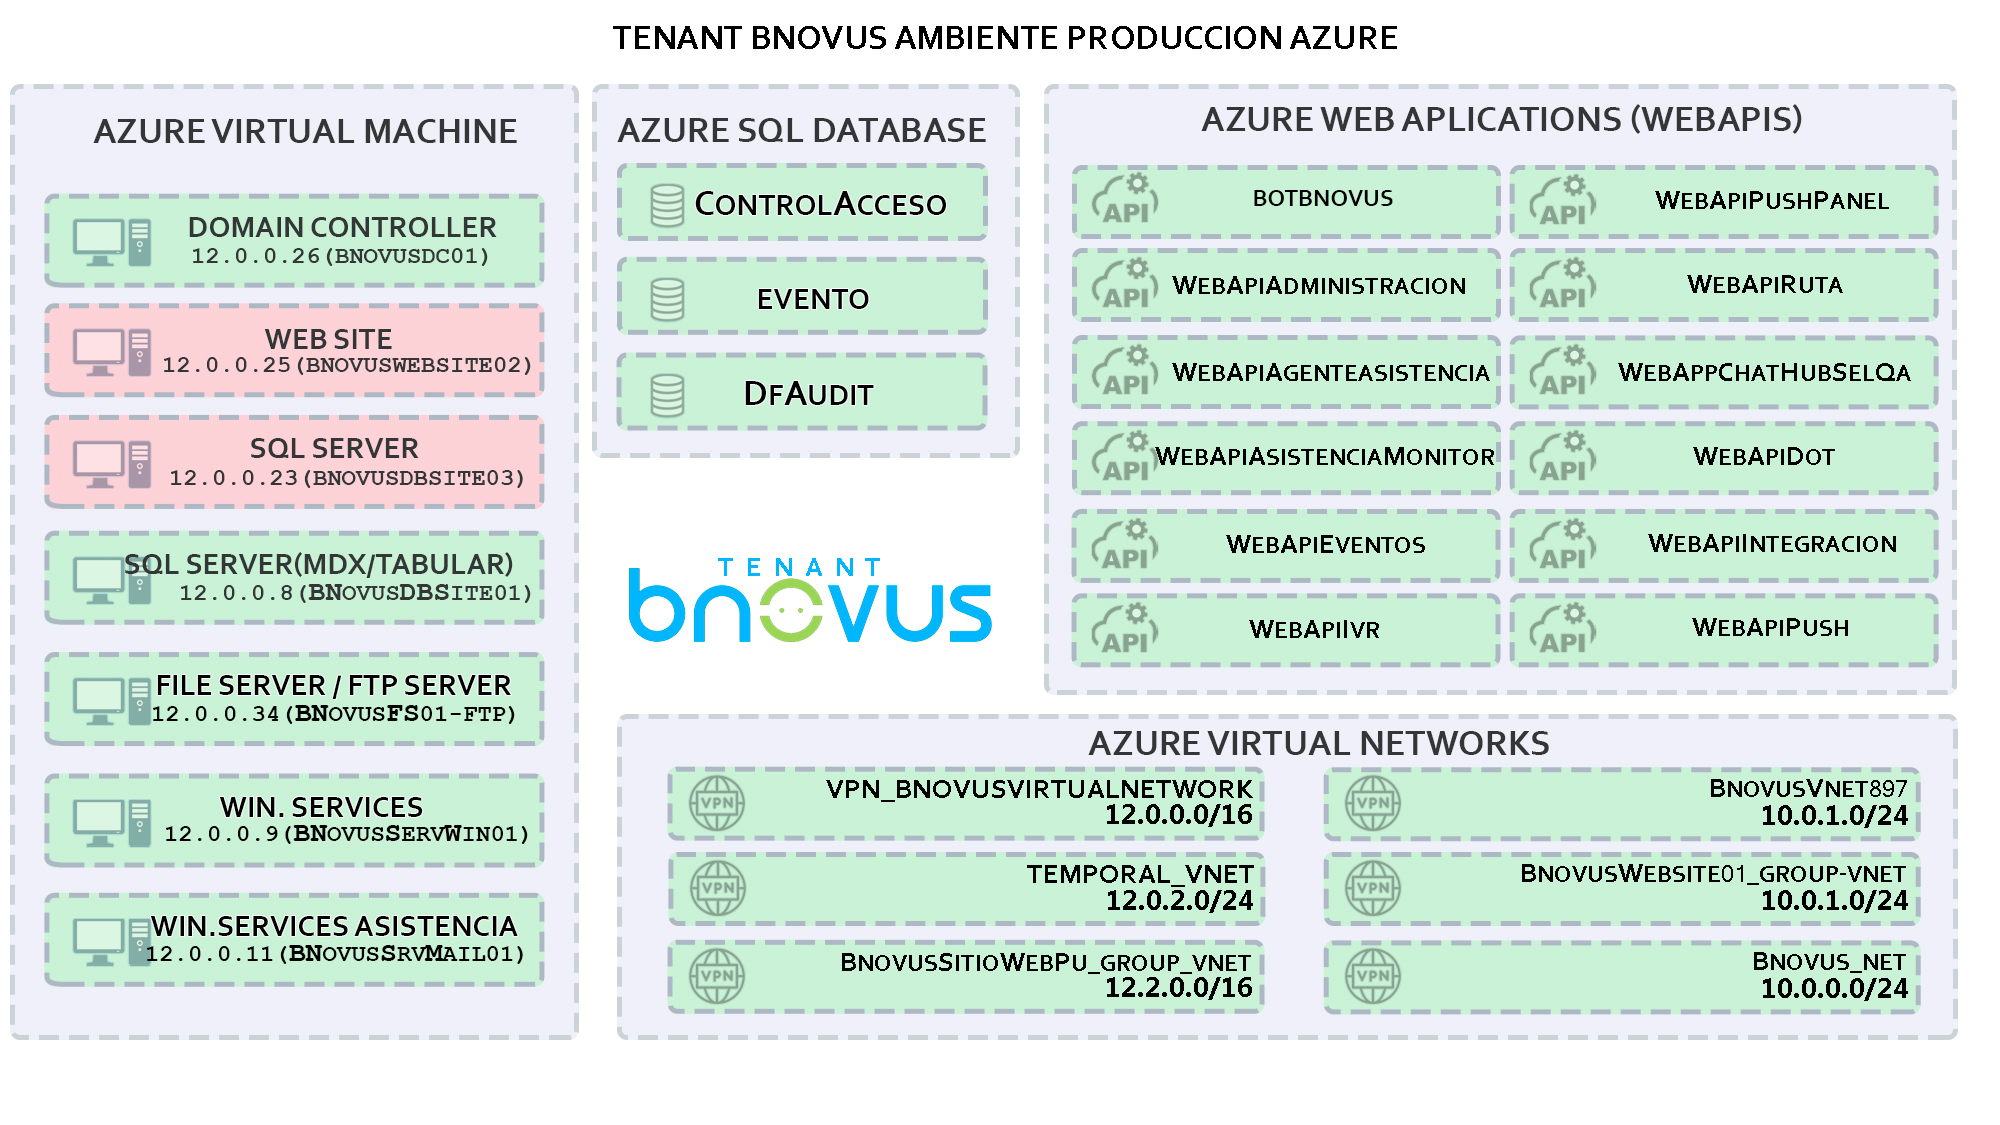 TENANT BNOVUS AMBIENTE PRODUCCION AZURE
AZURE VIRTUAL MACHINE
DOMAIN CONTROLLER
12.0.0.26(BNOVUSDC01)
WEB SITE
12.0.0.25(BNOVUSWEBSITE02)
SQL SERVER
12.0.0.23(BNOVUSDBSITE03)
SQL SERVER(MDX/TABULAR)
12.0.0.8(BNOVUSDBSITE01)
FILE SERVER / FTP SERVER
12.0.0.34(BNOVUSFS01-FTP)
WIN. SERVICES
12.0.0.9(BNOVUSSERVWIN01)
WIN.SERVICES ASISTENCIA
12.0.0.11(BNOVUSSRVMAIL01)
AZURE SQL DATABASE
CONTROLACCESO
EVENTO
DFAUDIT
TENANT
bnovus
AZURE WEB APLICATIONS (WEBAPIS)
API BOTBNOVUS
API WEBAPIPUSHPANEL
API WEBAPIADMINISTRACION
API WEBAPIRUTA
API WEBAPIAGENTEASISTENCIA
API WEBAPPCHATHUBSELQA
API WEBAPIASISTENCIAMONITOR
API WEBAPIDOT
API WEBAPIEVENTOS
API WEBAPIINTEGRACION
API WEBAPIIVR
API WEBAPIPUSH
AZURE VIRTUAL NETWORKS
VPN VPN_BNOVUSVIRTUALNETWORK
12.0.0.0/16
VPN BNOVUSVNET897
10.0.1.0/24
VPN TEMPORAL_VNET
12.0.2.0/24
VPN BNOVUSWEBSITE01_GROUP-VNET
10.0.1.0/24
VPN BNOVUSSITIOWEBPU_GROUP_VNET
12.2.0.0/16
VPN BNOVUS_NET
10.0.0.0/24